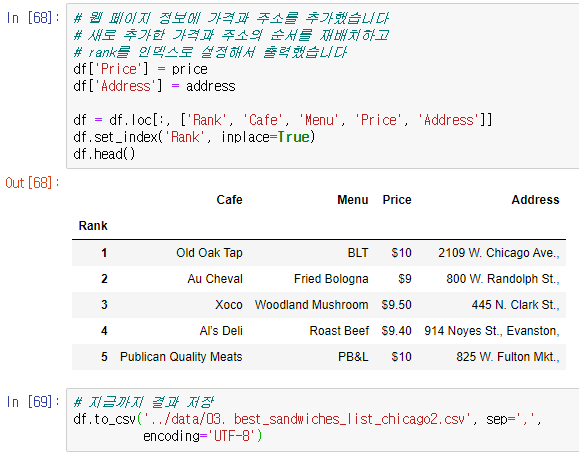 In [68]:
# 웹 페이지 정보에 가격과 주소를 추가했습니다
# 새로 추가한 가격과 주소의 순서를 재배치하고
# rank를 인덱스로 설정해서 출력했습니다
df['Price'] = price
df['Address'] = address
df = df.loc[:, ['Rank', 'Cafe', 'Menu', 'Price', 'Address']]
df.set_index('Rank', inplace=True)
df.head()
Out[68]:
Cafe Menu Price Address
Rank
1 Old Oak Tap BLT $10 2109 W. Chicago Ave.,
2 Au Cheval Fried Bologna $9 800 W. Randolph St.,
3 Xoco Woodland Mushroom $9.50 445 N. Clark St.,
4 Al's Deli Roast Beef $9.40 914 Noyes St., Evanston,
5 Publican Quality Meats PB&L $10 825 W. Fulton Mkt.,
In [69]:
# 지금까지 결과 저장
df.to_csv('../data/03. best_sandwiches_list_chicago2.csv', sep=',',
encoding='UTF-8')